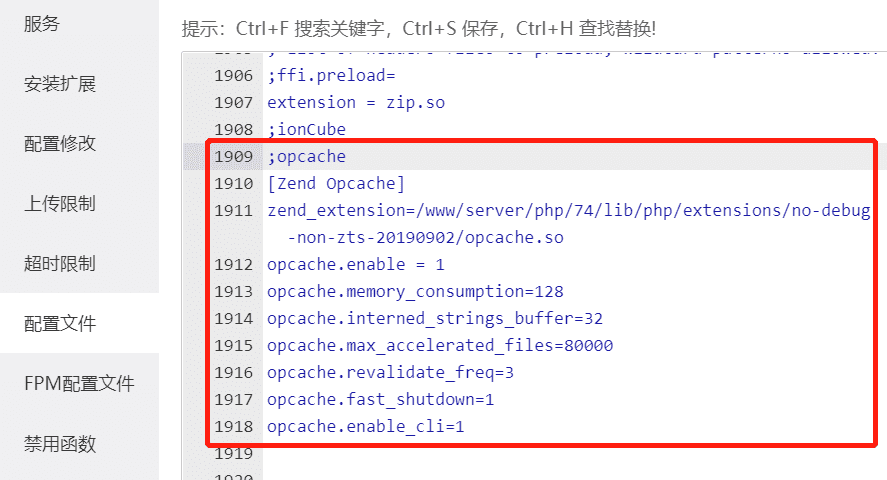 服务
安装扩展
配置修改
上传限制
超时限制
配置文件
FPM配置文件
禁用函数
提示：Ctrl+F 搜索关键字，Ctrl+S 保存，Ctrl+H 查找替换!
1906 ;ffi.preload=
1907 extension = zip.so
1908 ;ionCube
1909 ;opcache
1910 [Zend Opcache]
1911 zend_extension=/www/server/php/74/lib/php/extensions/no-debug
-non-zts-20190902/opcache.so
1912 opcache.enable = 1
1913 opcache.memory_consumption=128
1914 opcache.interned_strings_buffer=32
1915 opcache.max_accelerated_files=80000
1916 opcache.revalidate_freq=3
1917 opcache.fast_shutdown=1
1918 opcache.enable_cli=1
1919